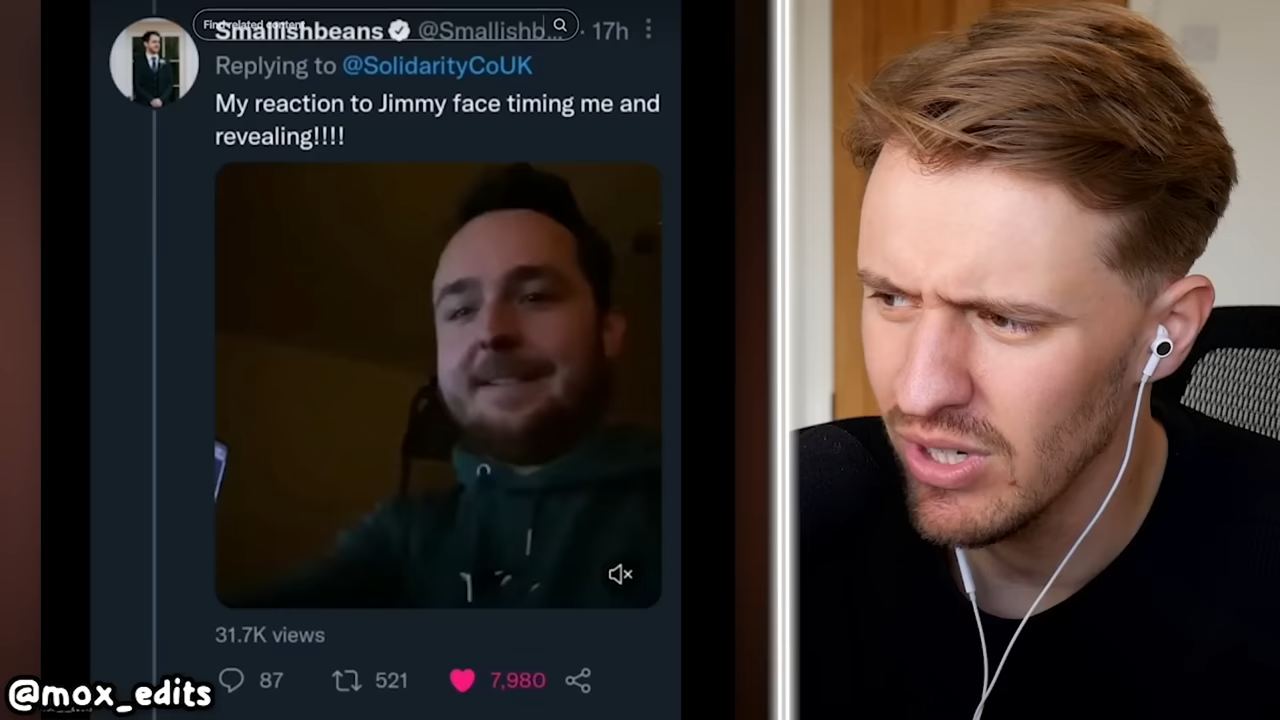 Find related content
Smallishbeans @Smallishb... · 17h
Replying to @SolidarityCoUK
My reaction to Jimmy face timing me and
revealing!!!!
31.7K views
87 521 7,980
@mox_edits